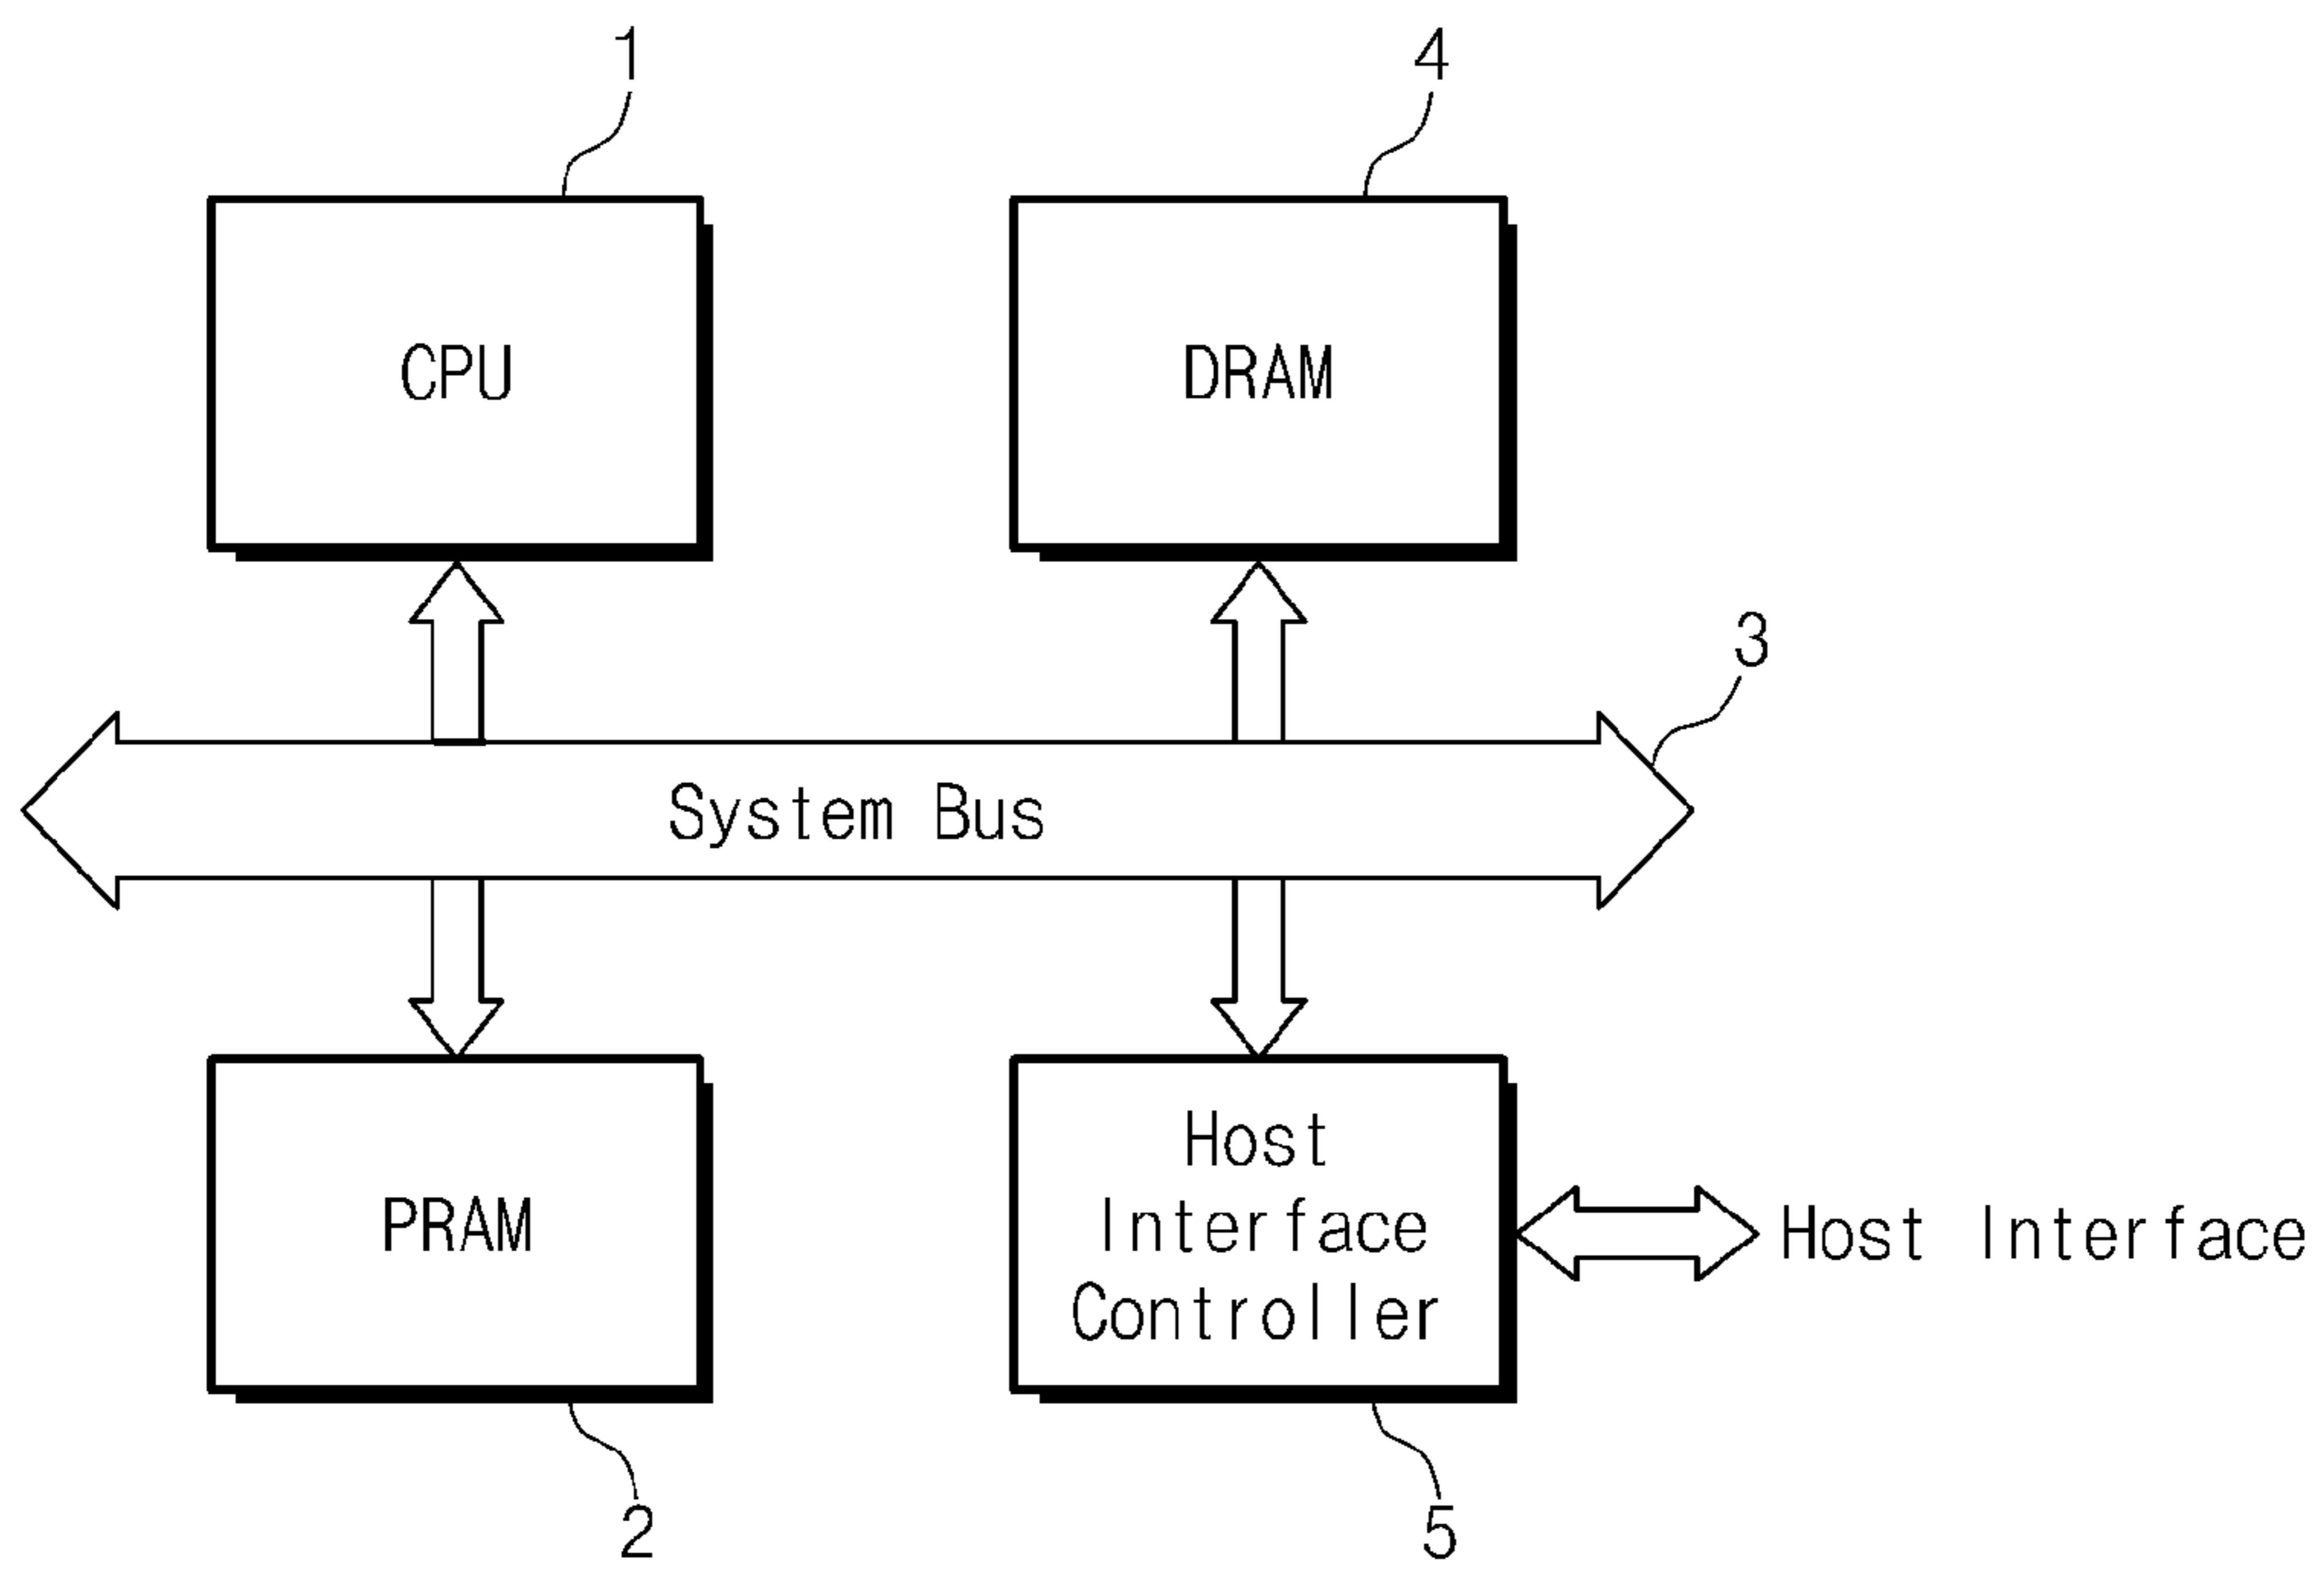 1
4
CPU
DRAM
3
System Bus
PRAM
Host
Interface
Controller
Host Interface
2
5